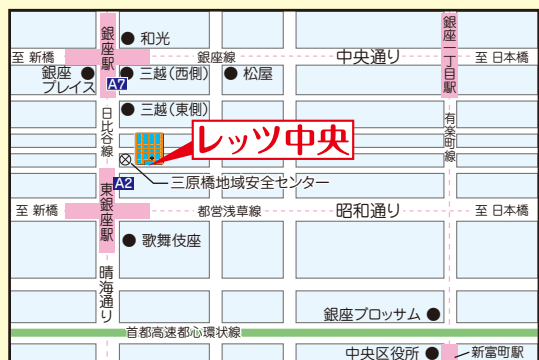 銀座駅
和光
銀座一丁目駅
至 新橋
銀座線
中央通り
至 日本橋
銀座
プレイス
A7
三越(西側)
松屋
三越(東側)
日比谷線
レッツ中央
有楽町線
三原橋地域安全センター
A2
東銀座駅
至 新橋
都営浅草線
昭和通り
至 日本橋
歌舞伎座
晴海通り
銀座ブロッサム
首都高速都心環状線
中央区役所
新富町駅